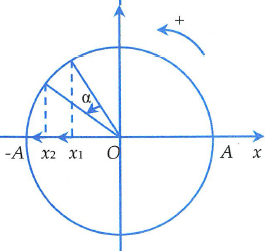 +
α
-A x₂ x₁ O A x